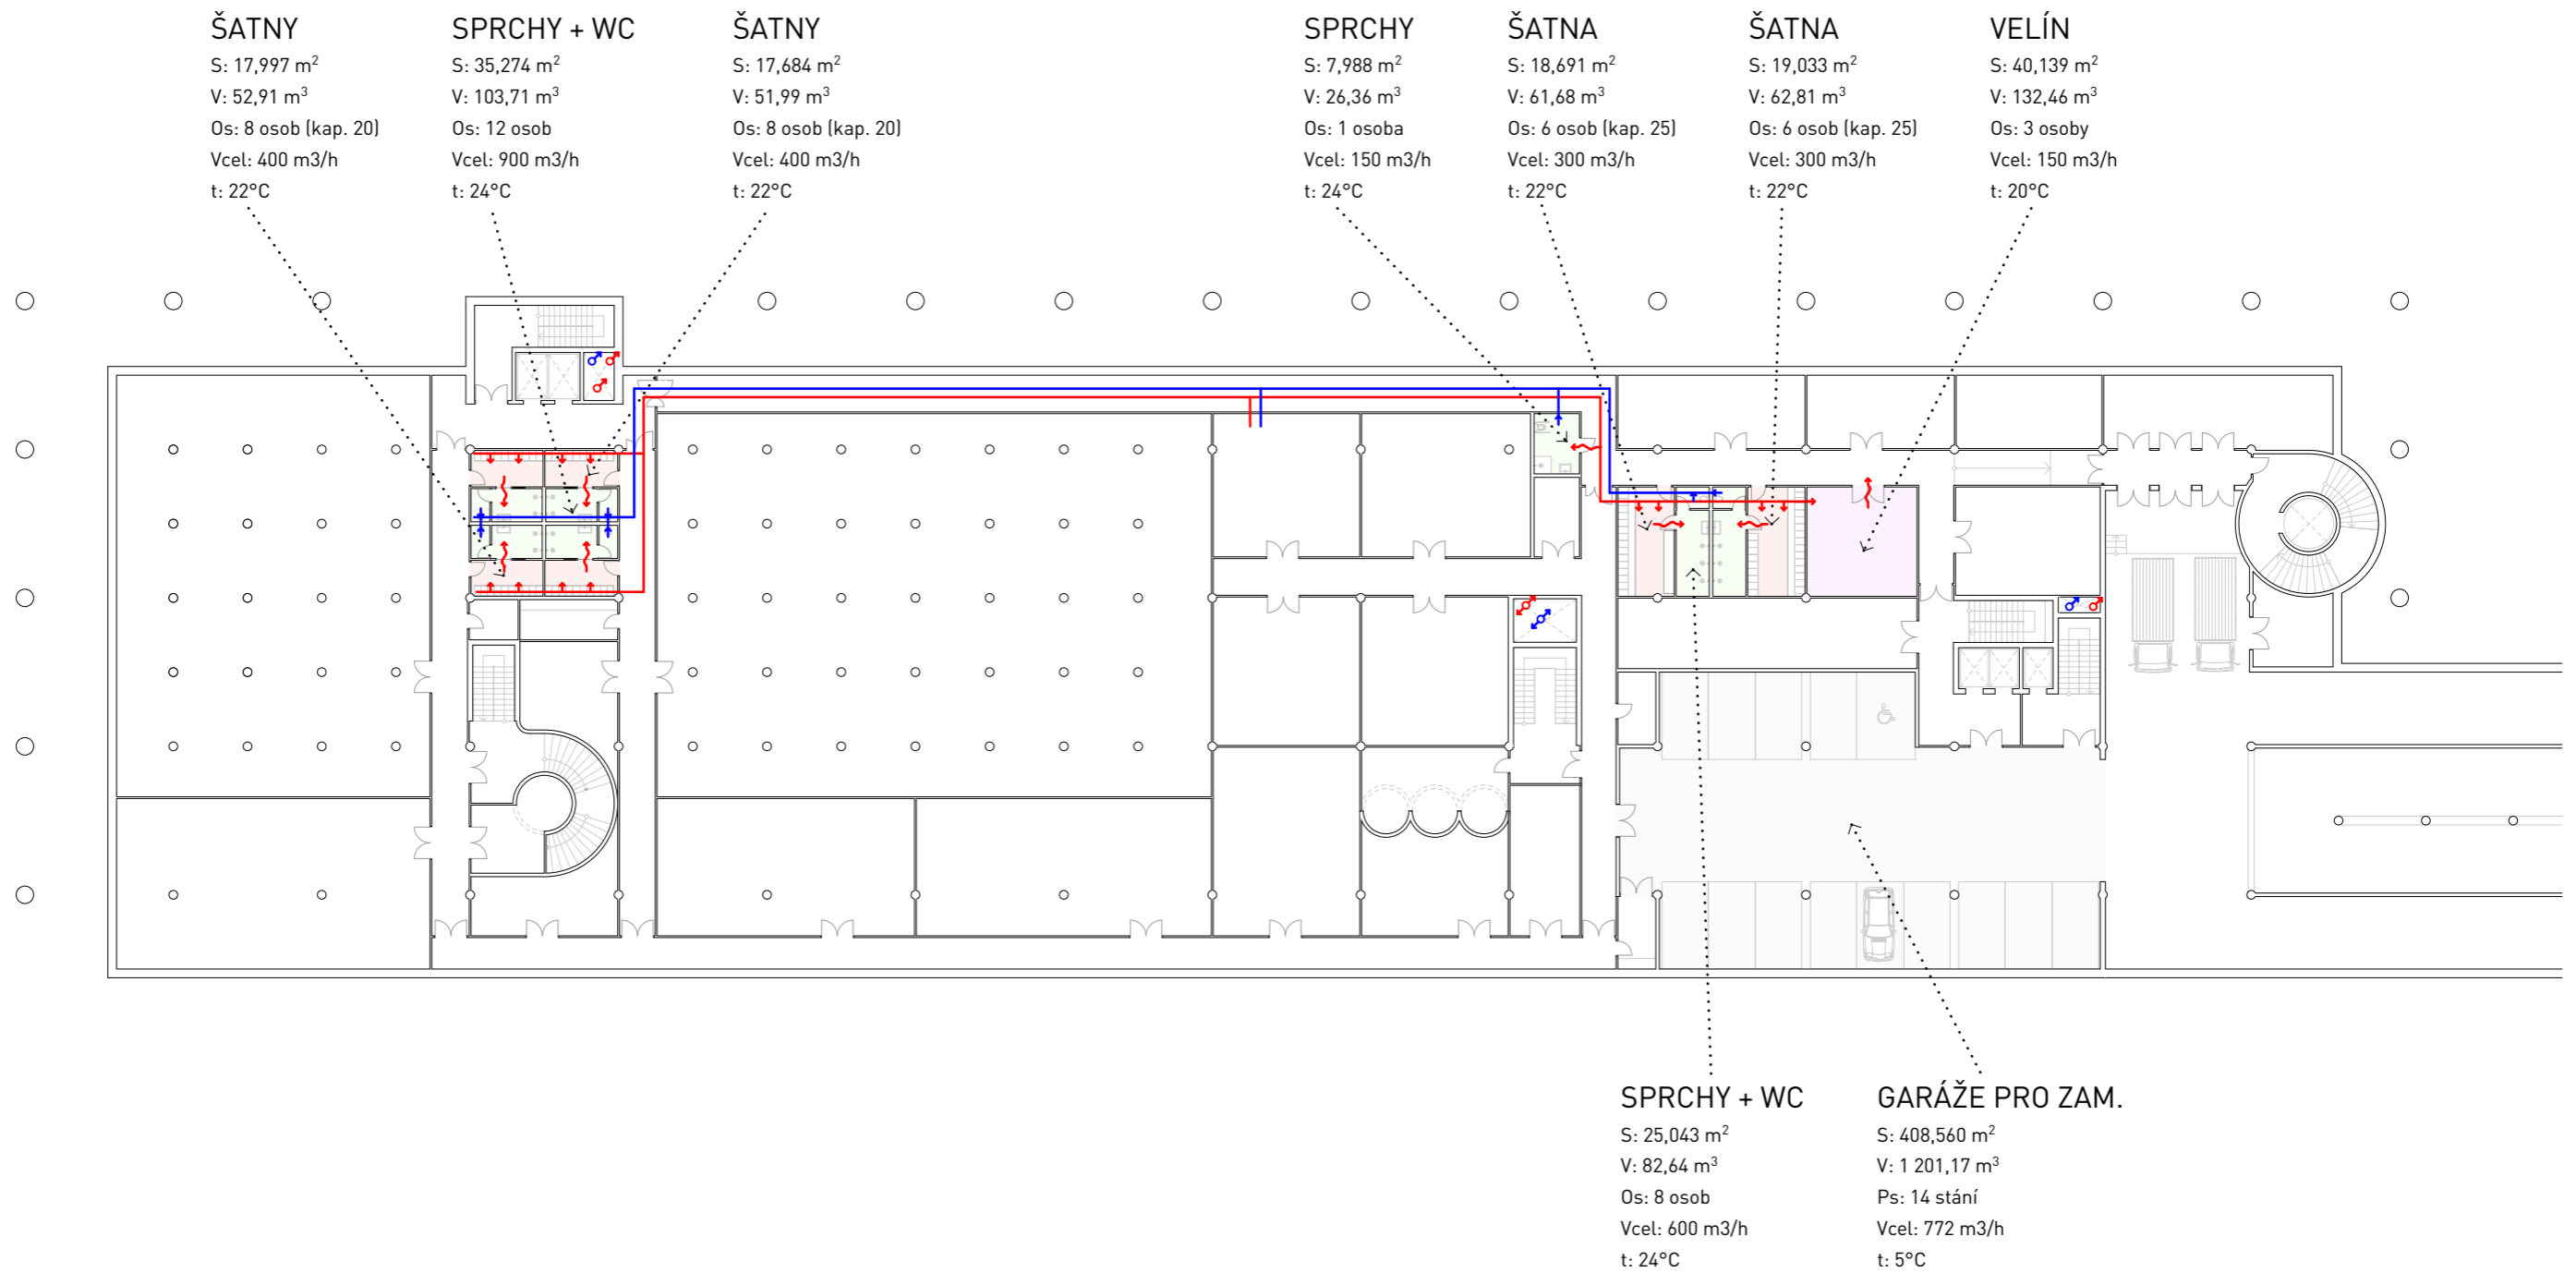 ŠATNY
S: 17,997 m²
V: 52,91 m³
Os: 8 osob (kap. 20)
Vcel: 400 m3/h
t: 22°C
SPRCHY + WC
S: 35,274 m²
V: 103,71 m³
Os: 12 osob
Vcel: 900 m3/h
t: 24°C
ŠATNY
S: 17,684 m²
V: 51,99 m³
Os: 8 osob (kap. 20)
Vcel: 400 m3/h
t: 22°C
SPRCHY
S: 7,988 m²
V: 26,36 m³
Os: 1 osoba
Vcel: 150 m3/h
t: 24°C
ŠATNA
S: 18,691 m²
V: 61,68 m³
Os: 6 osob (kap. 25)
Vcel: 300 m3/h
t: 22°C
ŠATNA
S: 19,033 m²
V: 62,81 m³
Os: 6 osob (kap. 25)
Vcel: 300 m3/h
t: 22°C
VELÍN
S: 40,139 m²
V: 132,46 m³
Os: 3 osoby
Vcel: 150 m3/h
t: 20°C
SPRCHY + WC
S: 25,043 m²
V: 82,64 m³
Os: 8 osob
Vcel: 600 m3/h
t: 24°C
GARÁŽE PRO ZAM.
S: 408,560 m²
V: 1 201,17 m³
Ps: 14 stání
Vcel: 772 m3/h
t: 5°C